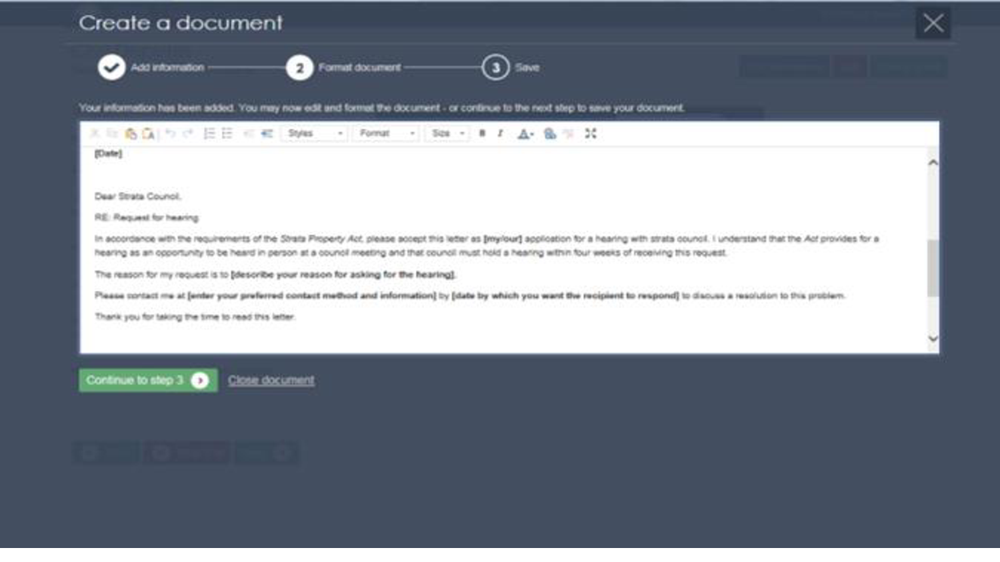 Create a document
Add information
2
Format document
3
Save
Your information has been added. You may now edit and format the document - or continue to the next step to save your document.
Styles
Format
Size
B
I
A
[Date]
Dear Strata Council,
RE: Request for hearing
In accordance with the requirements of the Strata Property Act, please accept this letter as [my/our] application for a hearing with strata council. I understand that the Act provides for a
hearing as an opportunity to be heard in person at a council meeting and that council must hold a hearing within four weeks of receiving this request.
The reason for my request is to [describe your reason for asking for the hearing].
Please contact me at [enter your preferred contact method and information] by [date by which you want the recipient to respond] to discuss a resolution to this problem.
Thank you for taking the time to read this letter.
Continue to step 3
Close document